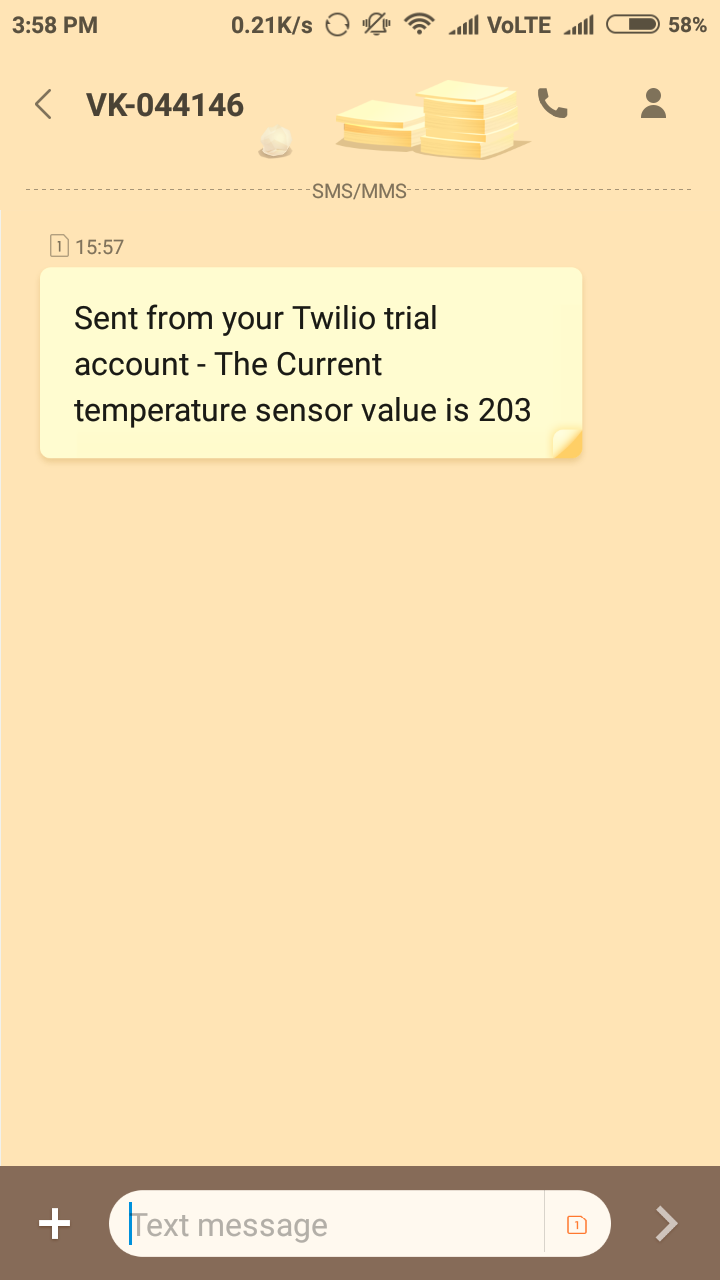 3:58 PM 0.21K/s VoLTE 58%
VK-044146
SMS/MMS
1 15:57
Sent from your Twilio trial
account - The Current
temperature sensor value is 203
Text message 1